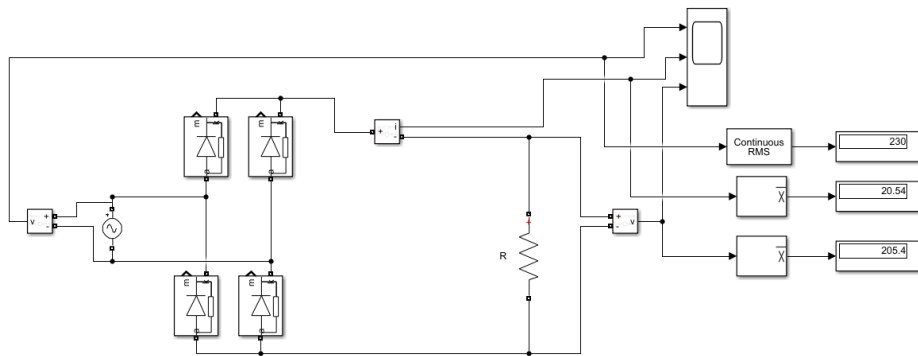 E
E
+
i
-
Continuous
RMS
230
X
20.54
v
+
-
+
R
+
-
v
X
205.4
E
E